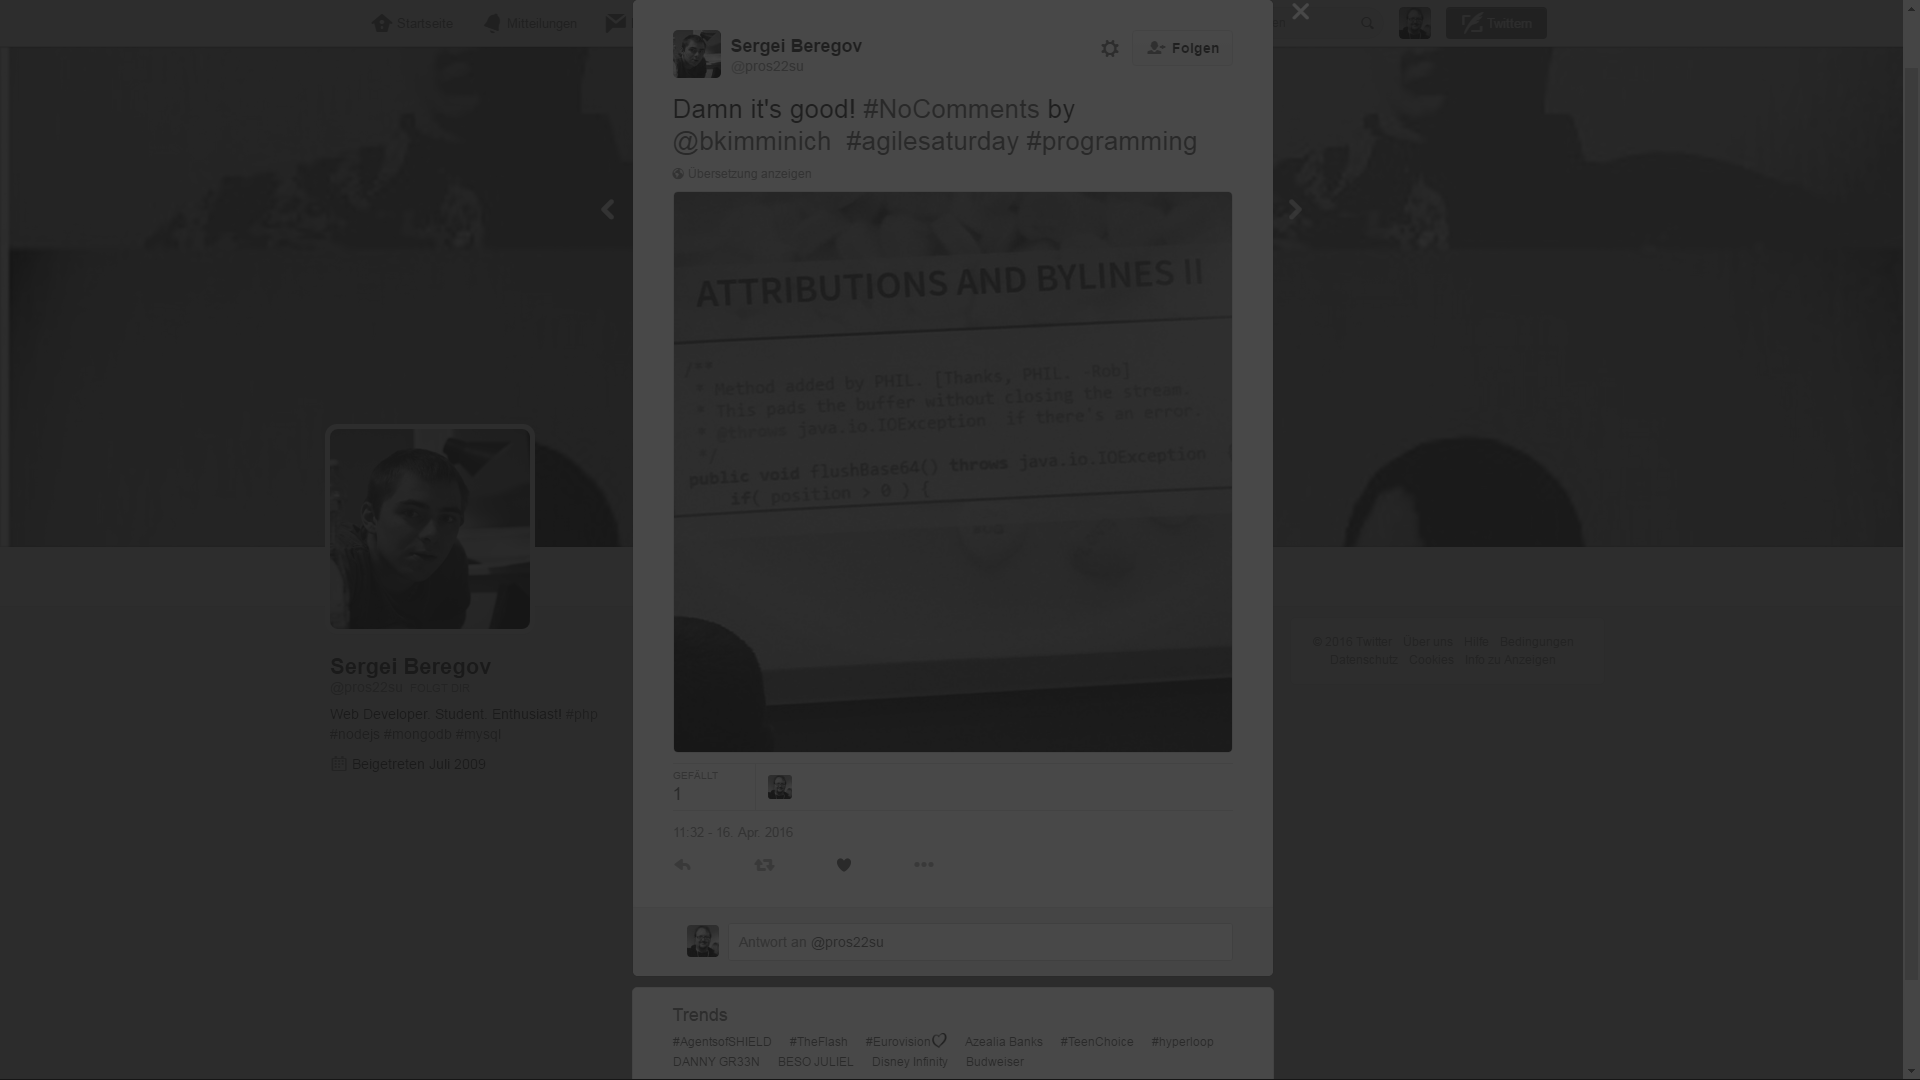 Startseite Mitteilungen
Twittern
Sergei Beregov
@pros22su
Folgen
Damn it's good! #NoComments by
@bkimminich #agilesaturday #programming
Übersetzung anzeigen
ATTRIBUTIONS AND BYLINES II
/**
* Method added by PHIL. [Thanks, PHIL. -Rob]
* This pads the buffer without closing the stream.
* @throws java.io.IOException if there's an error.
*/
public void flushBase64() throws java.io.IOException {
if( position > 0 ) {
GEFÄLLT
1
11:32 - 16. Apr. 2016
Antwort an @pros22su
Trends
#AgentsofSHIELD #TheFlash #Eurovision Azealia Banks #TeenChoice #hyperloop
DANNY GR33N BESO JULIEL Disney Infinity Budweiser
Sergei Beregov
@pros22su FOLGT DIR
Web Developer. Student. Enthusiast! #php
#nodejs #mongodb #mysql
Beigetreten Juli 2009
© 2016 Twitter Über uns Hilfe Bedingungen
Datenschutz Cookies Info zu Anzeigen